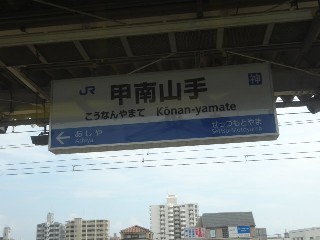 JR 甲南山手 神
こうなんやまて Kōnan-yamate
あしや せっつもとやま
Ashiya Settsu-Motoyama